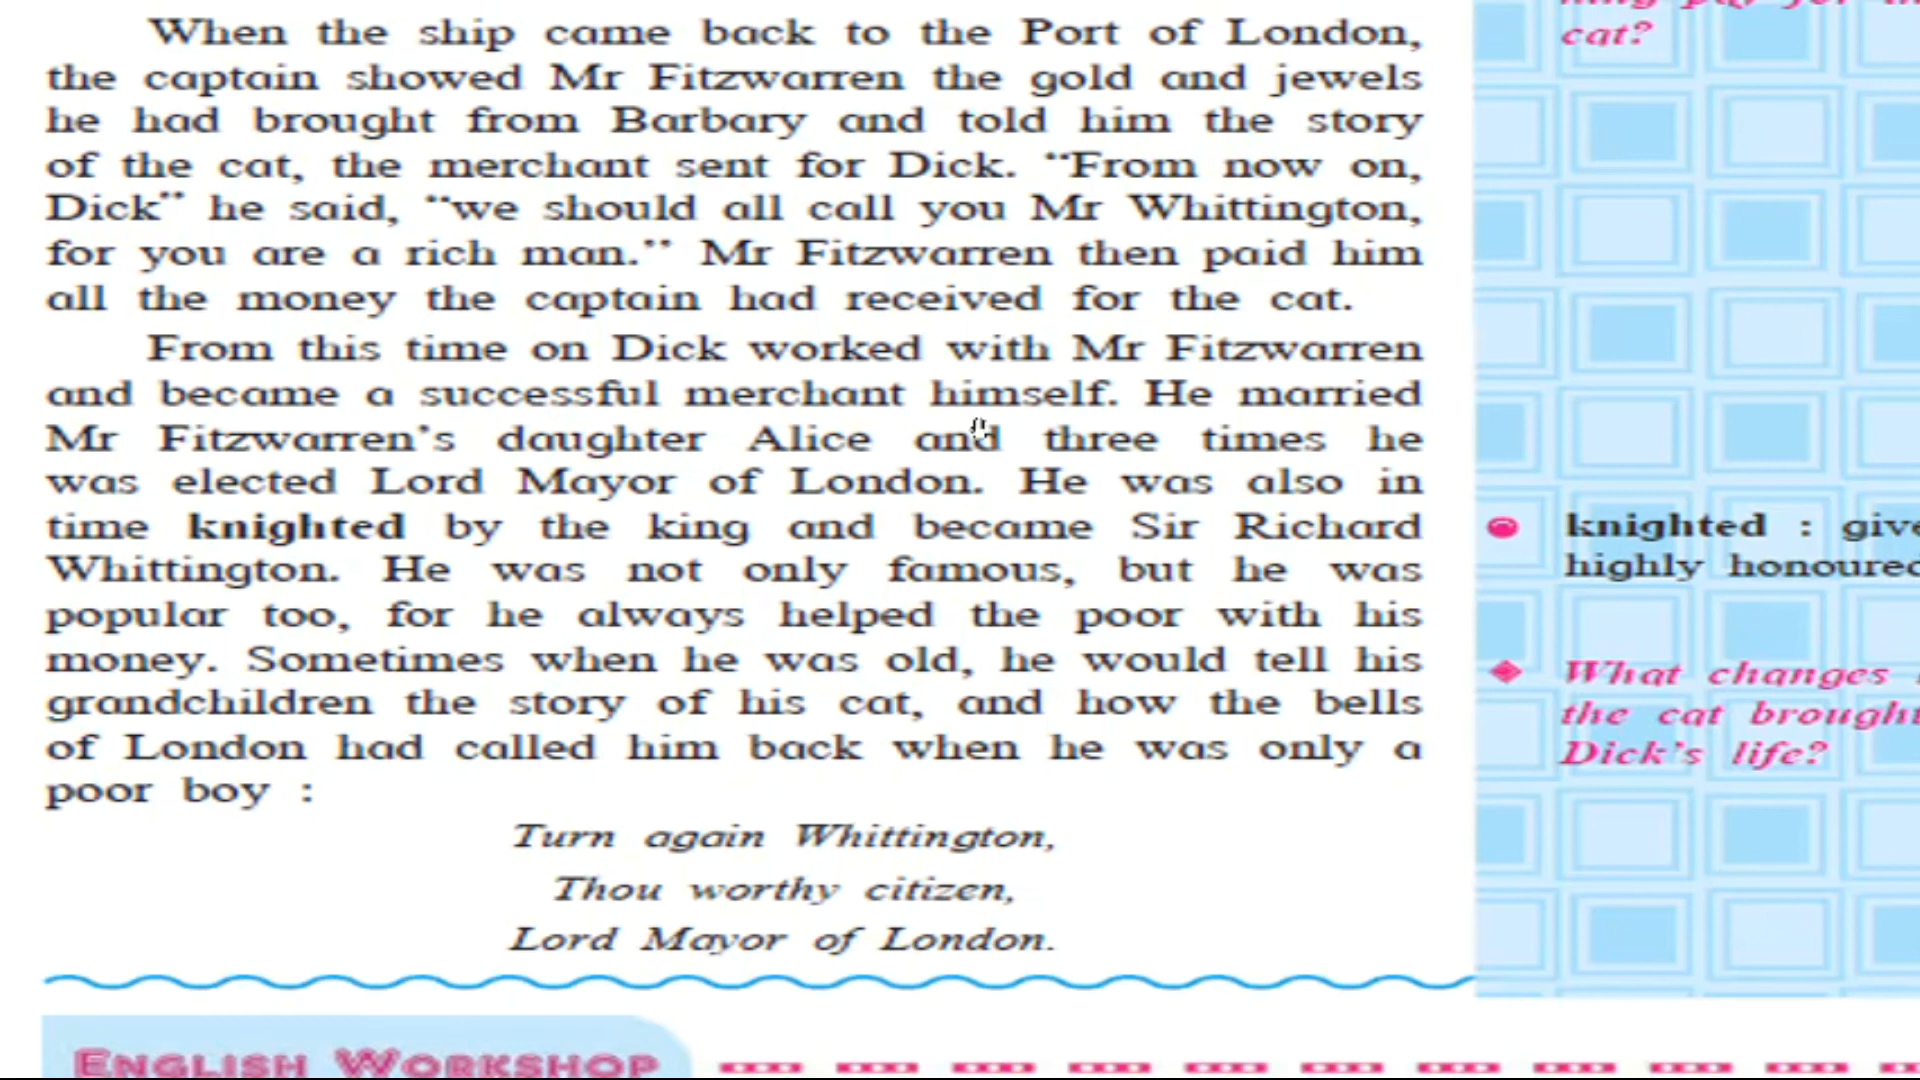 When the ship came back to the Port of London,
the captain showed Mr Fitzwarren the gold and jewels
he had brought from Barbary and told him the story
of the cat, the merchant sent for Dick. “From now on,
Dick” he said, “we should all call you Mr Whittington,
for you are a rich man.” Mr Fitzwarren then paid him
all the money the captain had received for the cat.
From this time on Dick worked with Mr Fitzwarren
and became a successful merchant himself. He married
Mr Fitzwarren’s daughter Alice and three times he
was elected Lord Mayor of London. He was also in
time knighted by the king and became Sir Richard
Whittington. He was not only famous, but he was
popular too, for he always helped the poor with his
money. Sometimes when he was old, he would tell his
grandchildren the story of his cat, and how the bells
of London had called him back when he was only a
poor boy :
Turn again Whittington,
Thou worthy citizen,
Lord Mayor of London.
cat?
knighted : give
highly honoured
What changes
the cat brought
Dick’s life?
ENGLISH WORKSHOP